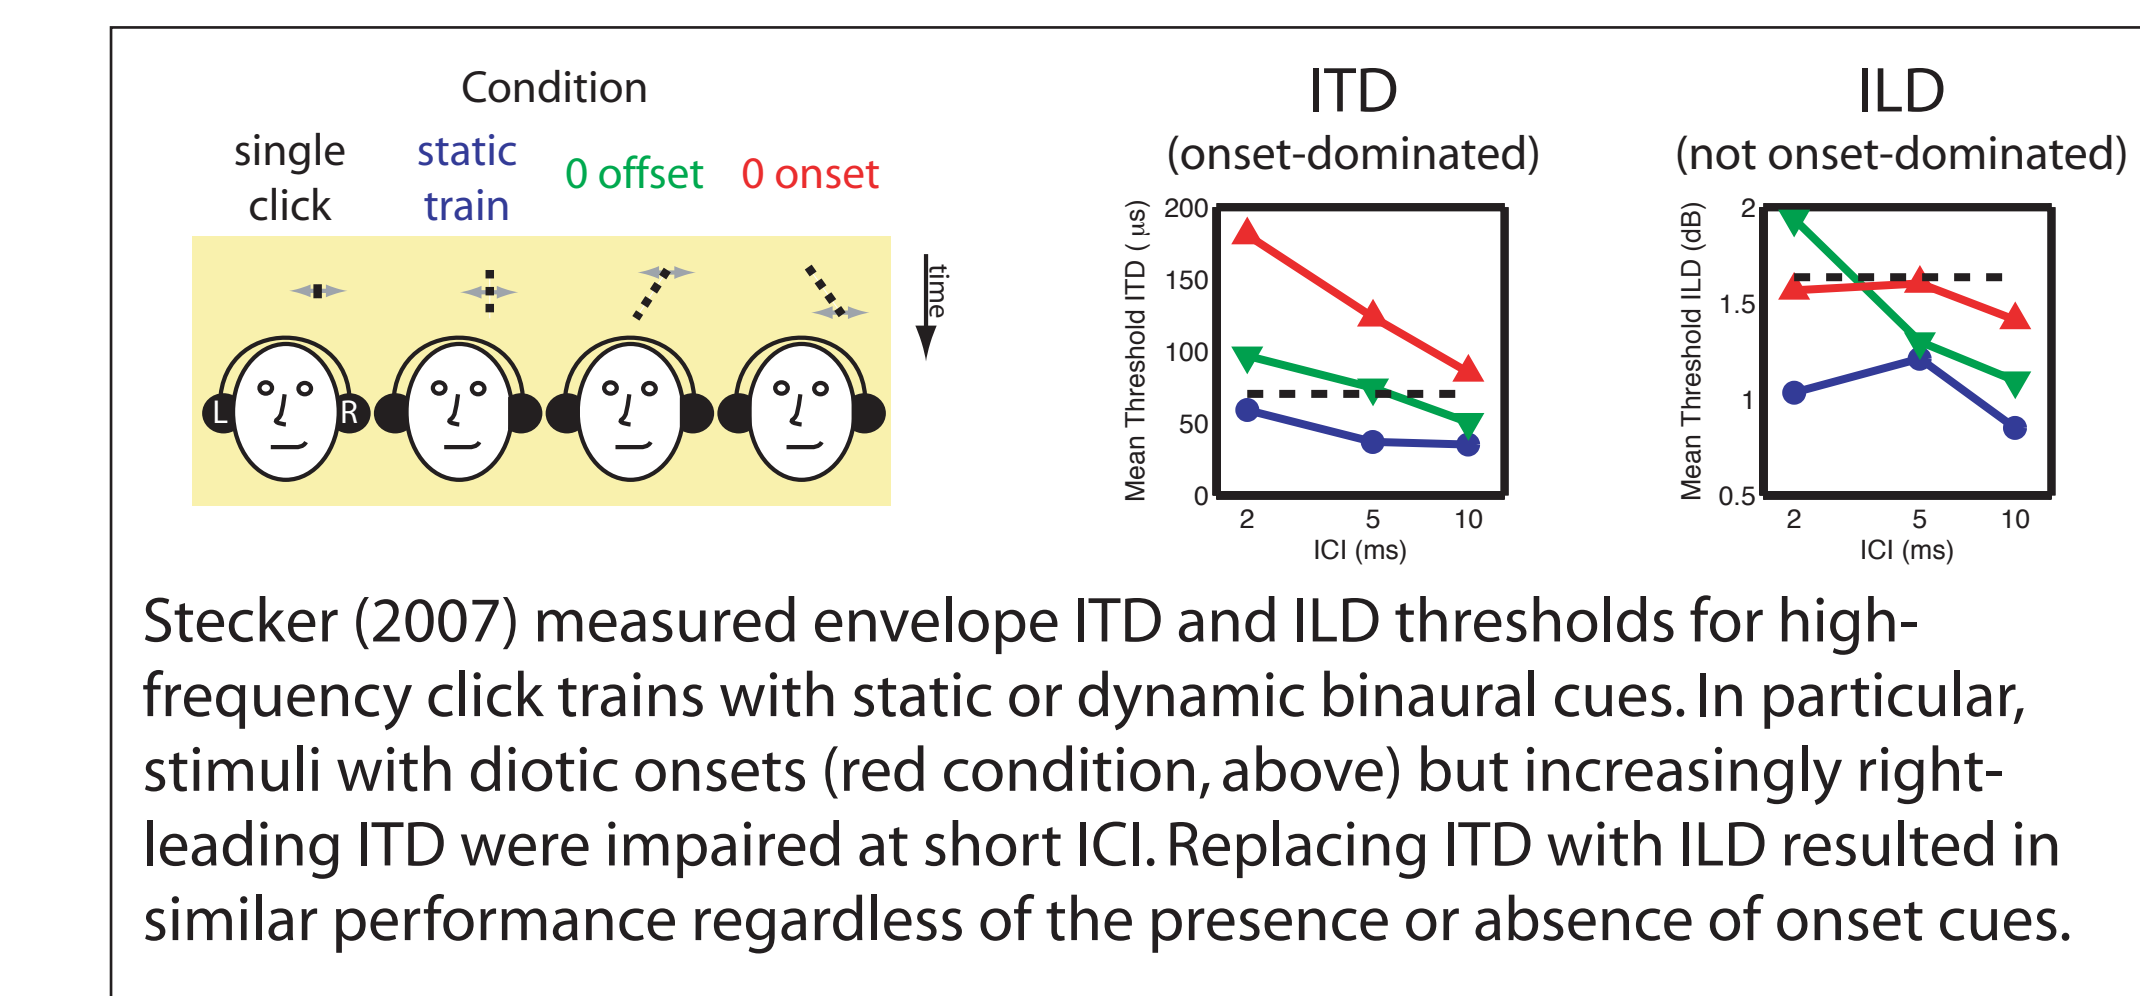 Condition
single
click
static
train
0 offset
0 onset
time
L
R
ITD
(onset-dominated)
Mean Threshold ITD ( µs)
200
150
100
50
0
2 5 10
ICI (ms)
ILD
(not onset-dominated)
Mean Threshold ILD (dB)
2
1.5
1
0.5
2 5 10
ICI (ms)
Stecker (2007) measured envelope ITD and ILD thresholds for high-
frequency click trains with static or dynamic binaural cues. In particular,
stimuli with diotic onsets (red condition, above) but increasingly right-
leading ITD were impaired at short ICI. Replacing ITD with ILD resulted in
similar performance regardless of the presence or absence of onset cues.